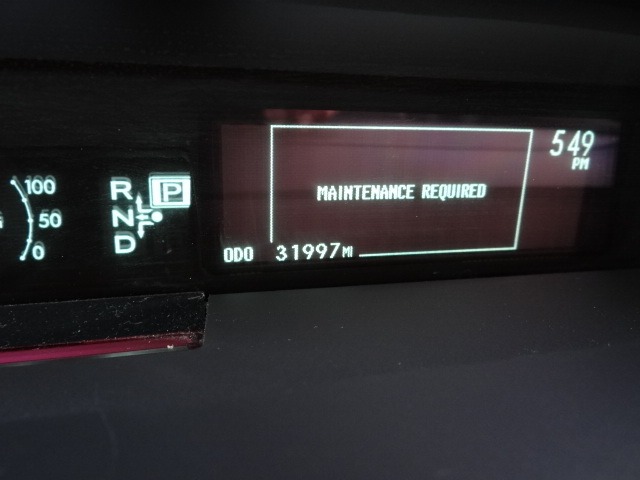 100
50
0
R P
N
D
549
PM
MAINTENANCE REQUIRED
ODO 31997 MI